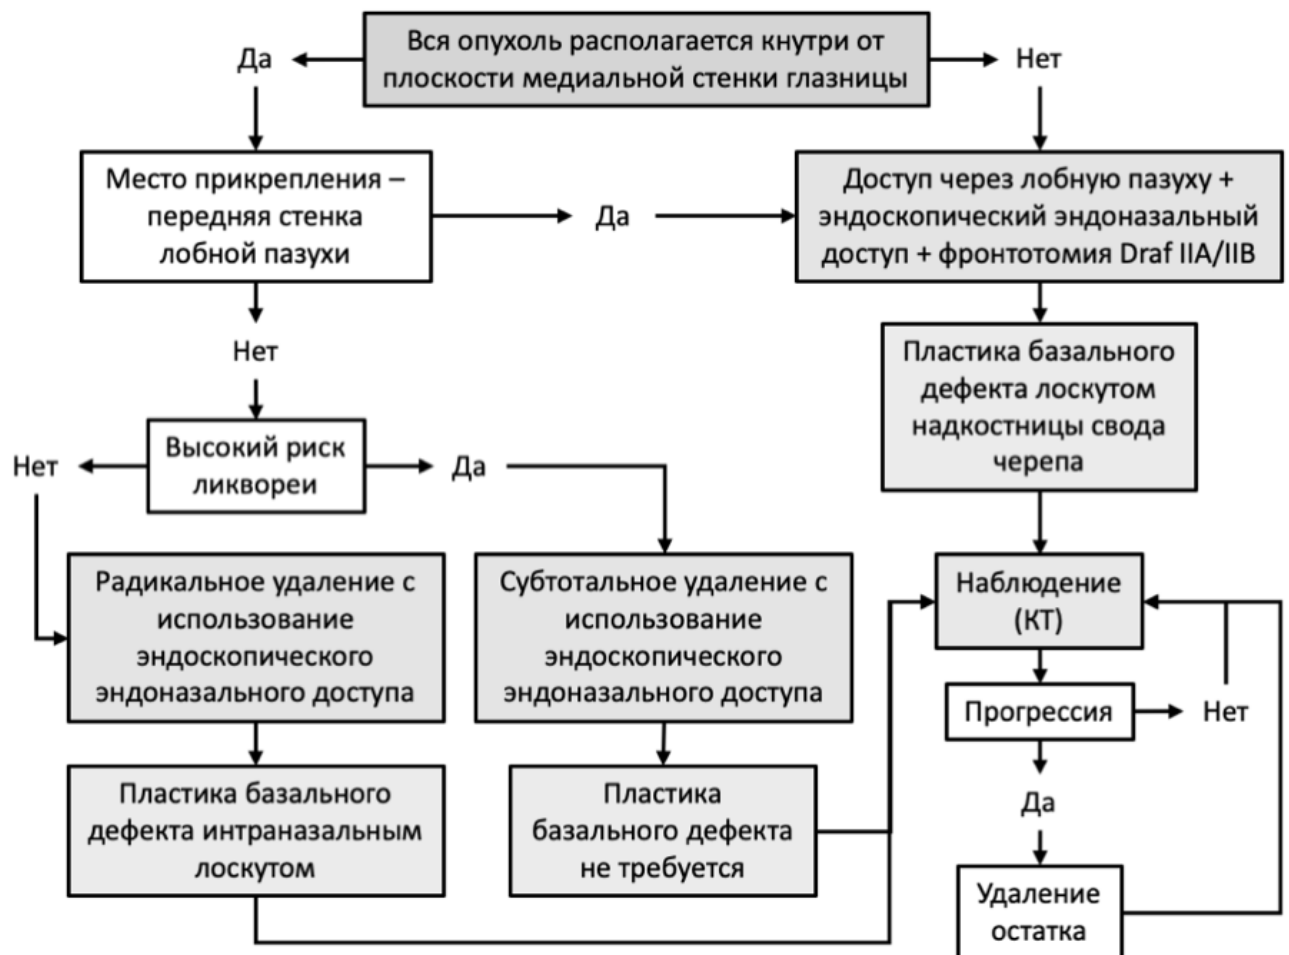 Вся опухоль располагается кнутри от
плоскости медиальной стенки глазницы
Да
Нет
Место прикрепления –
передняя стенка
лобной пазухи
Да
Доступ через лобную пазуху +
эндоскопический эндоназальный
доступ + фронтотомия Draf IIA/IIB
Нет
Пластика базального
дефекта лоскутом
надкостницы свода
черепа
Высокий риск
ликвореи
Нет
Да
Радикальное удаление с
использование
эндоскопического
эндоназального доступа
Субтотальное удаление с
использование
эндоскопического
эндоназального доступа
Наблюдение
(КТ)
Прогрессия
Нет
Пластика базального
дефекта интраназальным
лоскутом
Пластика
базального дефекта
не требуется
Да
Удаление
остатка